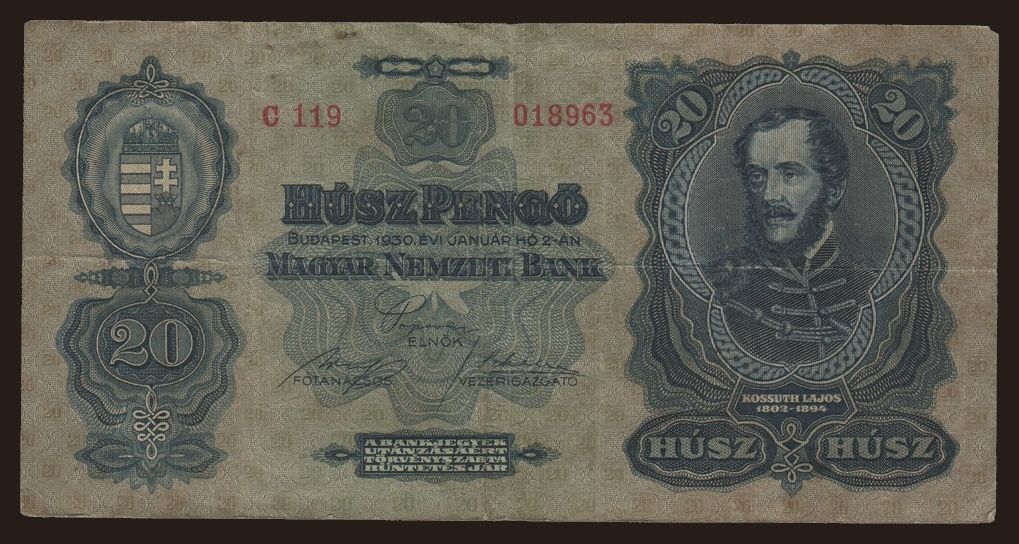 C 119
018963
20
20
20
HÚSZ PENGŐ
BUDAPEST, 1930. ÉVI JANUÁR HÓ 2-ÁN
MAGYAR NEMZETI BANK
Popovics
ELNÖK
FŐTANÁCSOS
VEZÉRIGAZGATÓ
20
A BANKJEGYEK
UTÁNZÁSÁÉRT
TÖRVÉNYSZABTA
BÜNTETÉS JÁR
KOSSUTH LAJOS
1802-1894
HÚSZ
HÚSZ